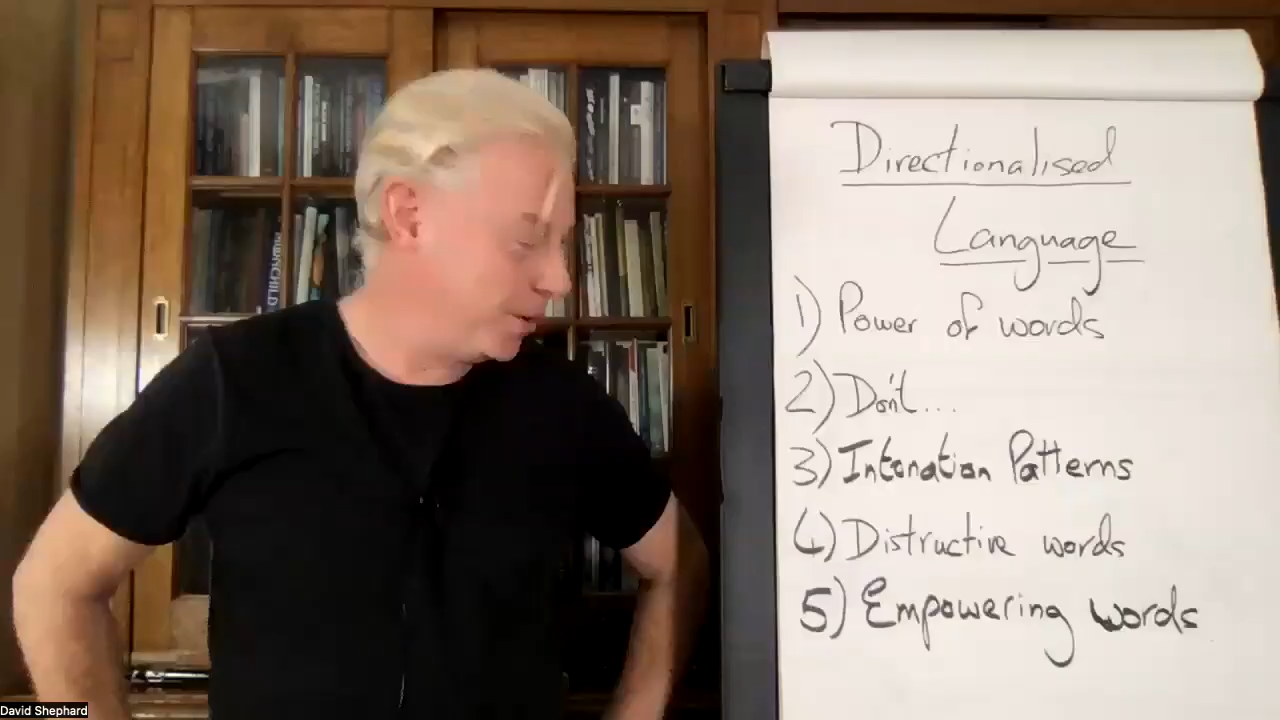 Directionalised
Language
1) Power of words
2) Don't....
3) Intonation Patterns
4) Distructive words
5) Empowering words
MURACHILD
David Shephard